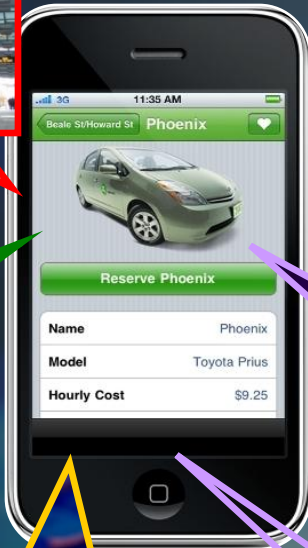 3G 11:35 AM
Beale St/Howard St Phoenix
Reserve Phoenix
Name Phoenix
Model Toyota Prius
Hourly Cost $9.25